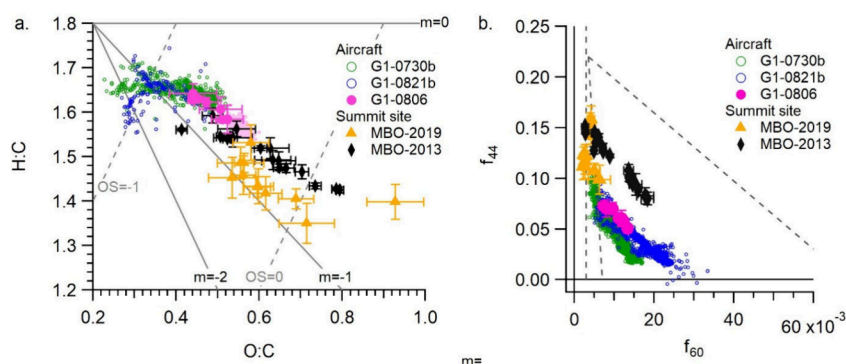 a.
1.8
1.7
1.6
1.5
1.4
1.3
1.2
H:C
0.2
0.4
0.6
0.8
1.0
O:C
m=0
OS=-1
m=-2
OS=0
m=-1
Aircraft
G1-0730b
G1-0821b
G1-0806
Summit site
MBO-2019
MBO-2013
b.
0.25
0.20
0.15
0.10
0.05
0.00
f44
0
20
40
60 x10⁻³
f60
Aircraft
G1-0730b
G1-0821b
G1-0806
Summit site
MBO-2019
MBO-2013
m=